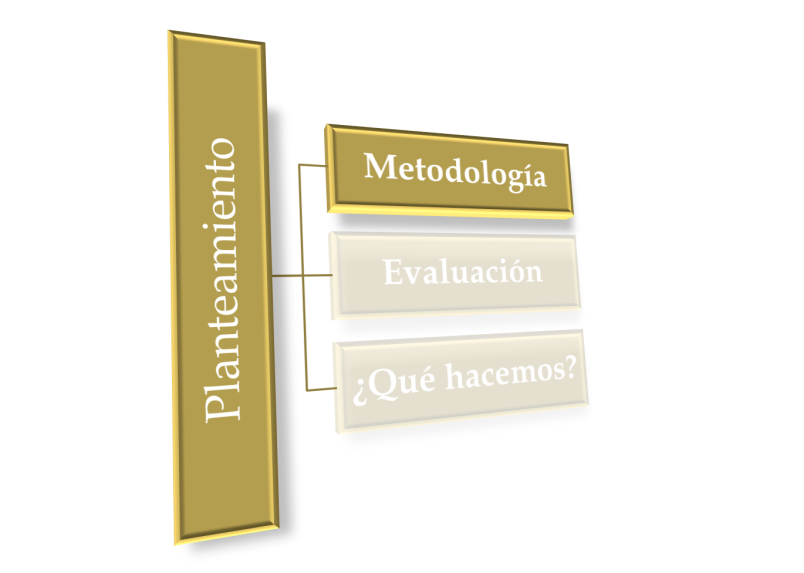 Planteamiento
Metodología
Evaluación
¿Qué hacemos?